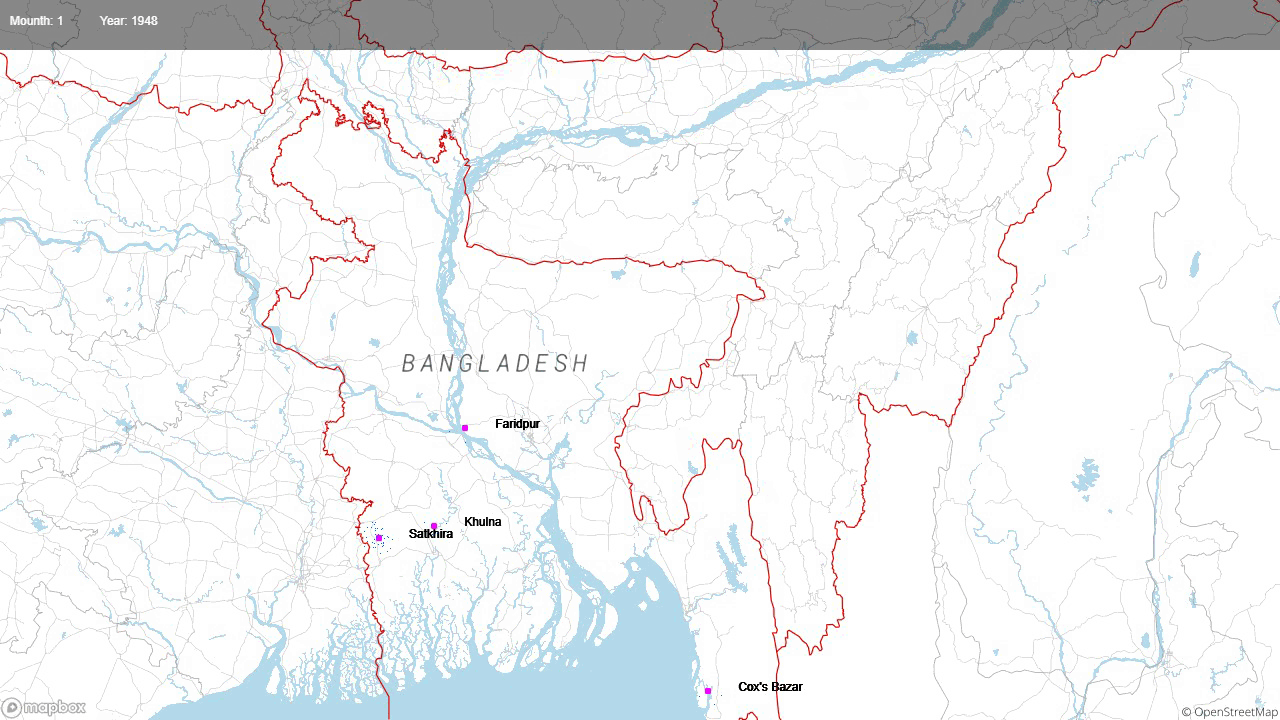 Mounth: 1 Year: 1948
BANGLADESH
Faridpur
Khulna
Satkhira
Cox's Bazar
mapbox
© OpenStreetMap